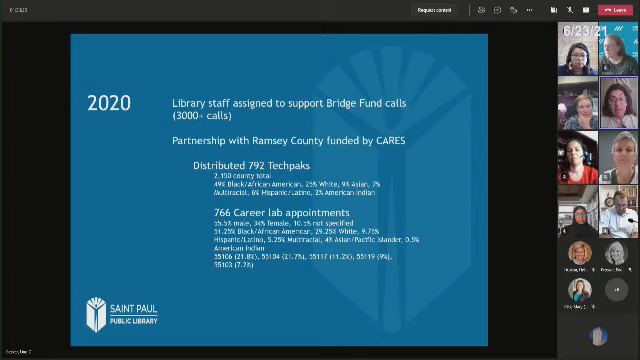 01:33:23
Request control
Leave
6/23/21
2020
Library staff assigned to support Bridge Fund calls
(3000+ calls)
Partnership with Ramsey County funded by CARES
Distributed 792 Techpaks
2,150 county total
49% Black/African American, 25% White, 9% Asian, 7%
Multiracial, 6% Hispanic/Latino, 2% American Indian
766 Career lab appointments
55.5% male, 34% female, 10.5% not specified
51.25% Black/African American, 29.25% White, 9.75%
Hispanic/Latino, 5.25% Multiracial, 4% Asian/Pacific Islander, 0.5%
American Indian
55106 (21.8%), 55104 (21.7%), 55117 (11.2%), 55119 (9%),
55103 (7.2%)
SAINT PAUL
PUBLIC LIBRARY